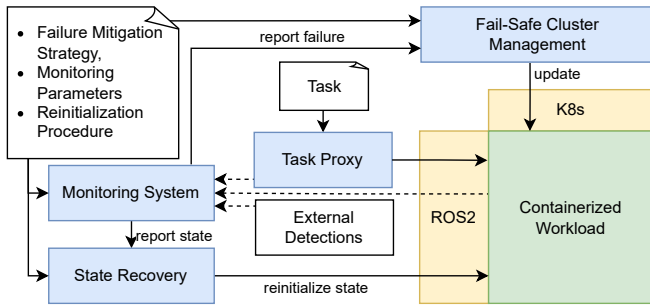 • Failure Mitigation
Strategy,
• Monitoring
Parameters
• Reinitialization
Procedure
report failure
Fail-Safe Cluster
Management
update
Task
K8s
Task Proxy
Monitoring System
ROS2
Containerized
Workload
External
Detections
report state
State Recovery
reinitialize state